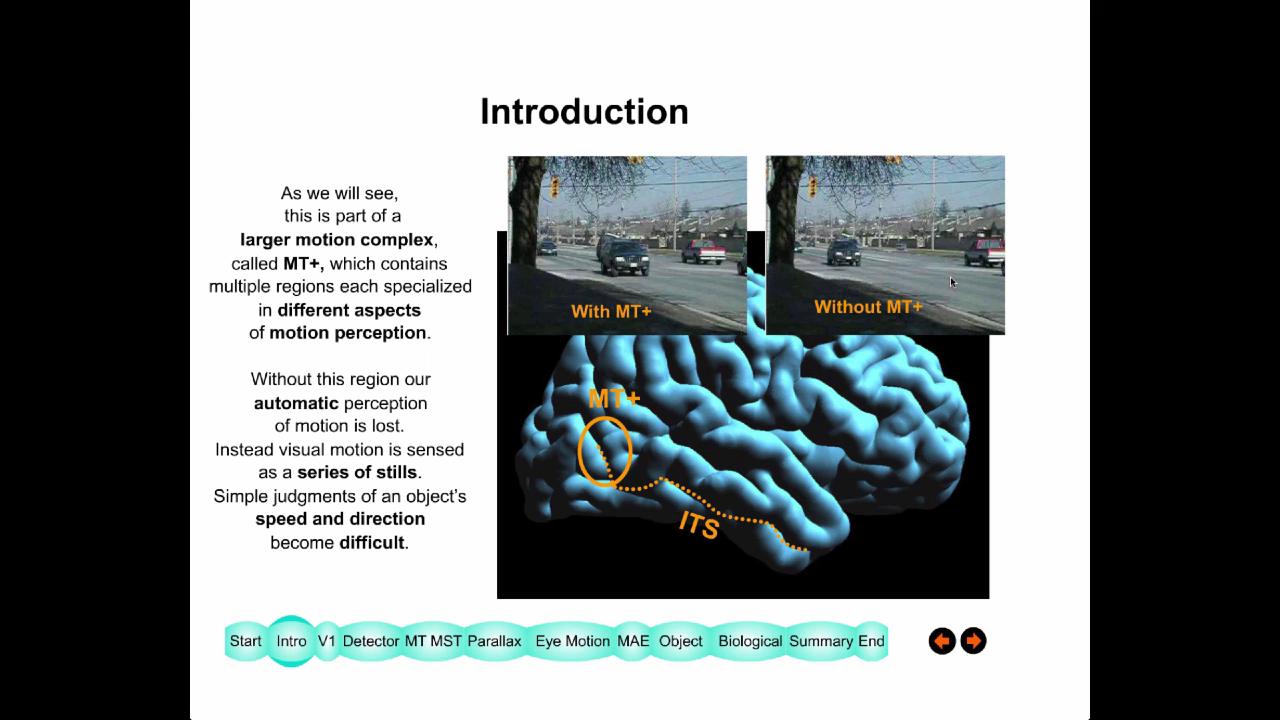 Introduction
As we will see,
this is part of a
larger motion complex,
called MT+, which contains
multiple regions each specialized
in different aspects
of motion perception.
Without this region our
automatic perception
of motion is lost.
Instead visual motion is sensed
as a series of stills.
Simple judgments of an object’s
speed and direction
become difficult.
With MT+
Without MT+
MT+
ITS
Start Intro V1 Detector MT MST Parallax Eye Motion MAE Object Biological Summary End